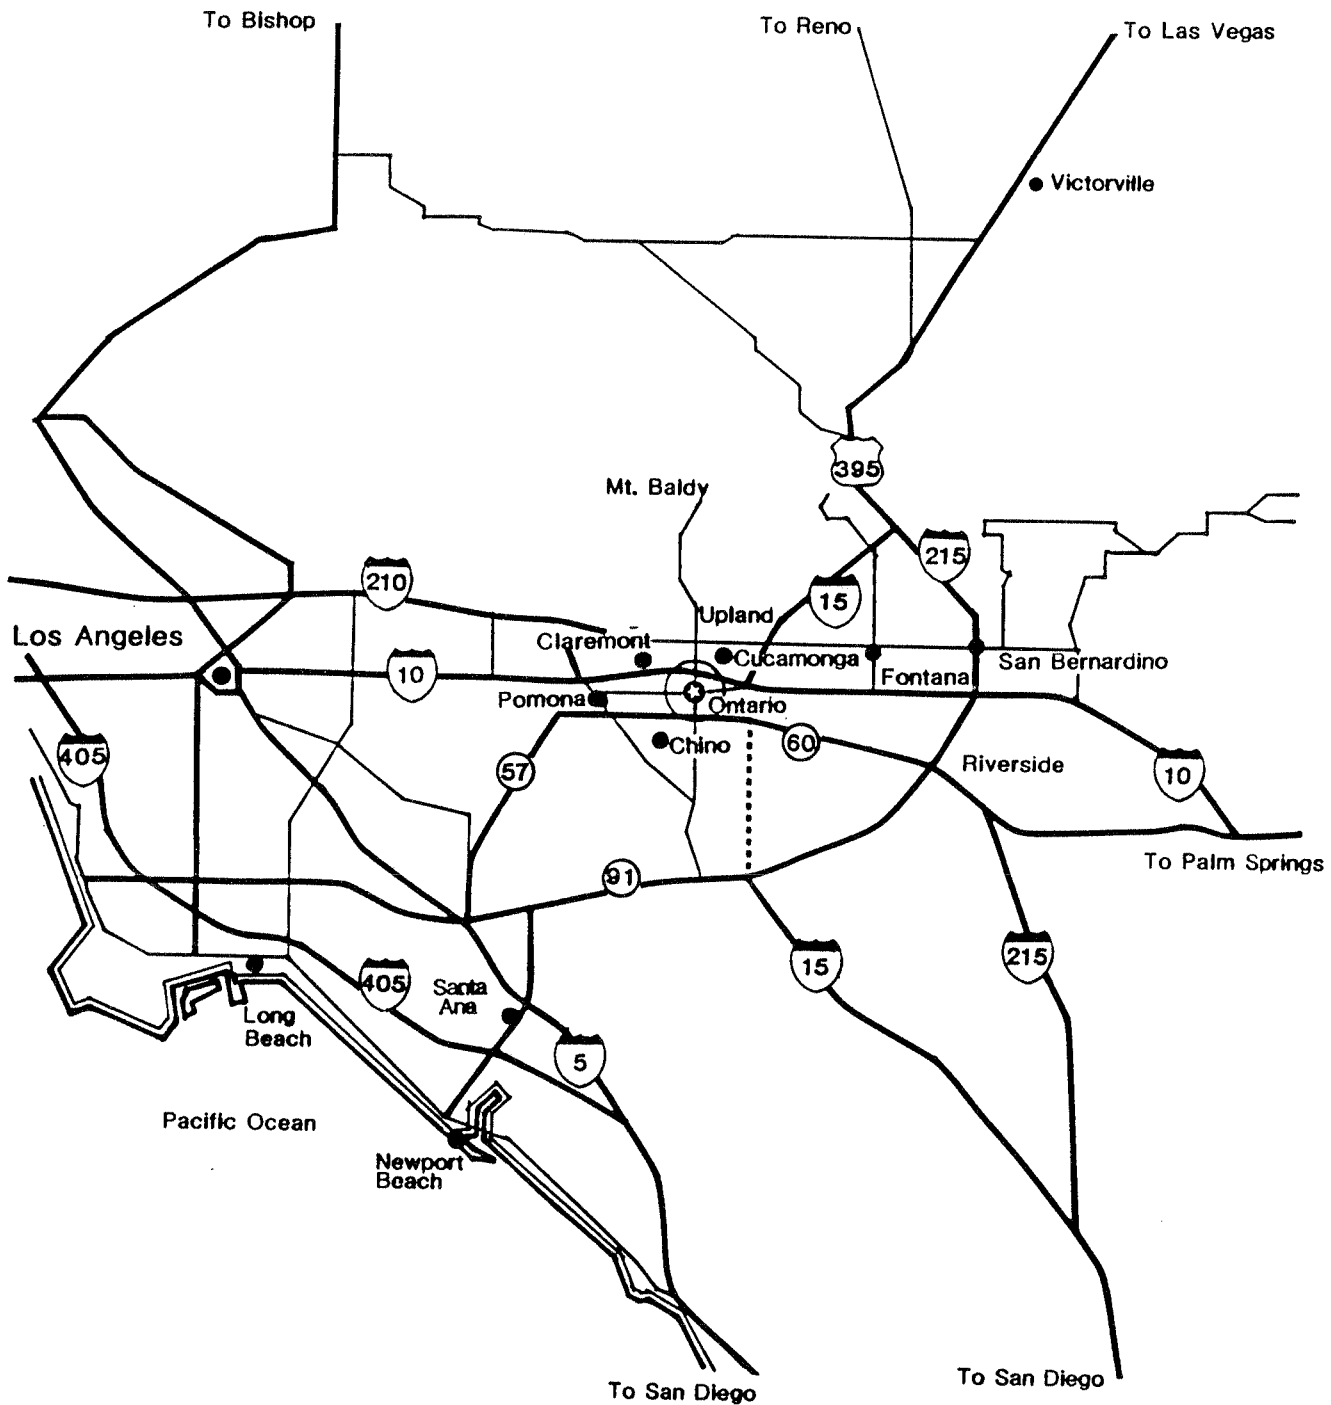 To Bishop
To Reno
To Las Vegas
Victorville
395
Mt. Baldy
215
210
15
Upland
Los Angeles
Claremont
Cucamonga
San Bernardino
10
Fontana
Pomona
Ontario
Chino
60
405
57
Riverside
10
To Palm Springs
91
15
215
405
Santa
Ana
Long
Beach
5
Pacific Ocean
Newport
Beach
To San Diego
To San Diego